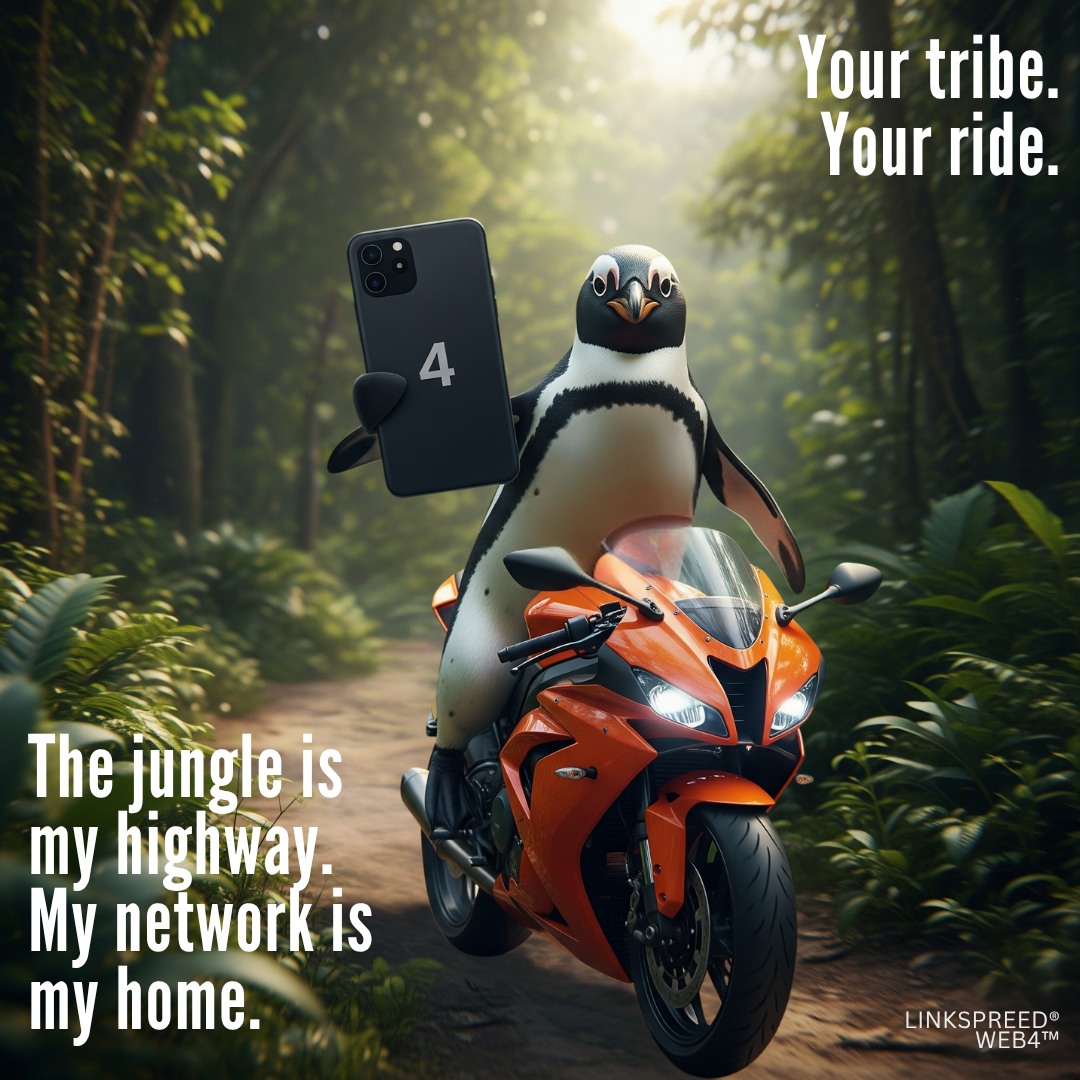 Your tribe.
Your ride.
4
The jungle is
my highway.
My network is
my home.
LINKSPREED®
WEB4™